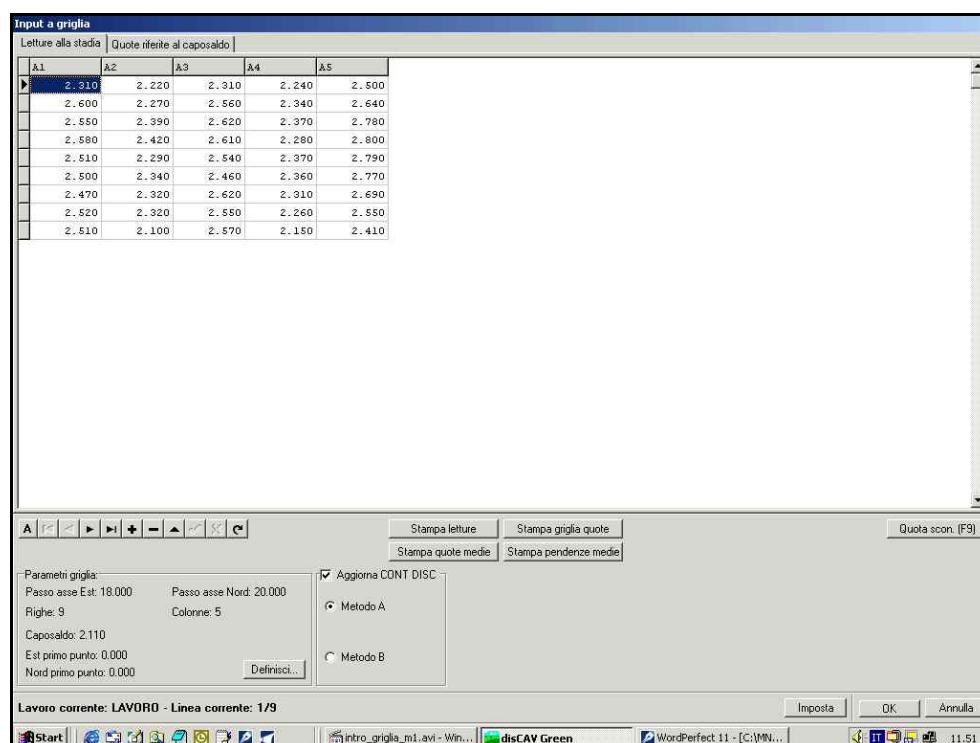 Input a griglia
Letture alla stadia Quote riferite al caposaldo
A1 A2 A3 A4 A5
2.310 2.220 2.310 2.240 2.500
2.600 2.270 2.560 2.340 2.640
2.550 2.390 2.620 2.370 2.780
2.580 2.420 2.610 2.280 2.800
2.510 2.290 2.540 2.370 2.790
2.500 2.340 2.460 2.360 2.770
2.470 2.320 2.620 2.310 2.690
2.520 2.320 2.550 2.260 2.550
2.510 2.100 2.570 2.150 2.410
A Stampa letture Stampa griglia quote Quota scon. (F9)
Stampa quote medie Stampa pendenze medie
Parametri griglia: Aggiorna CONT DISC
Passo asse Est: 18.000 Passo asse Nord: 20.000
Righe: 9 Colonne: 5 Metodo A
Caposaldo: 2.110
Est primo punto: 0.000 Metodo B
Nord primo punto: 0.000 Definisci...
Lavoro corrente: LAVORO - Linea corrente: 1/9 Imposta OK Annulla
Start intro_griglia_m1.avi - Win... disCAV Green WordPerfect 11 - [C:\MN... IT 11.5